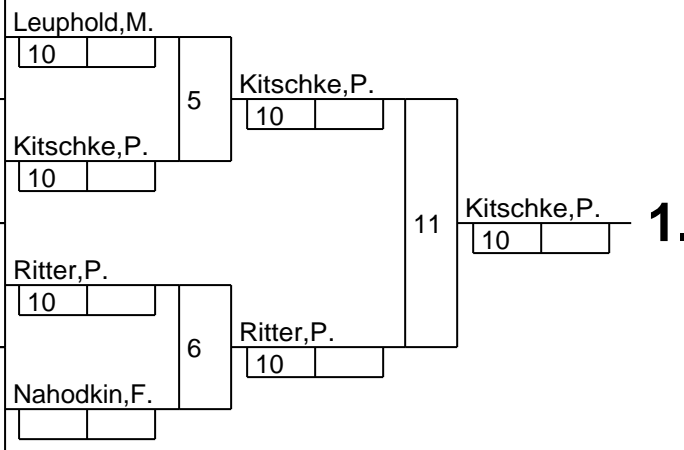 Leuphold,M.
10
5
Kitschke,P.
10
Kitschke,P.
10
11
Kitschke,P.
10
1.
Ritter,P.
10
6
Ritter,P.
10
Nahodkin,F.